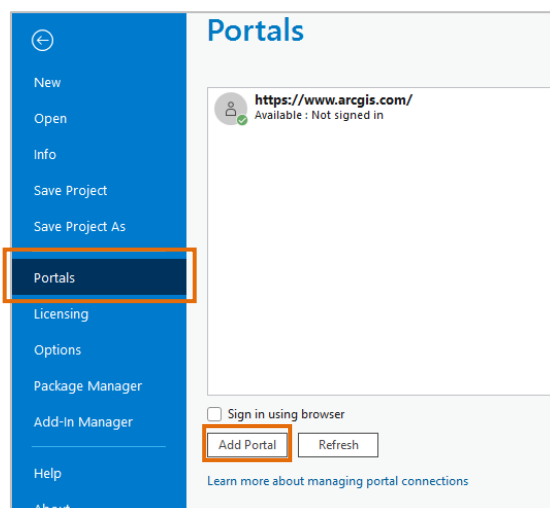 Portals
New
Open
Info
Save Project
Save Project As
Portals
Licensing
Options
Package Manager
Add-In Manager
Help
https://www.arcgis.com/
Available : Not signed in
Sign in using browser
Add Portal
Refresh
Learn more about managing portal connections